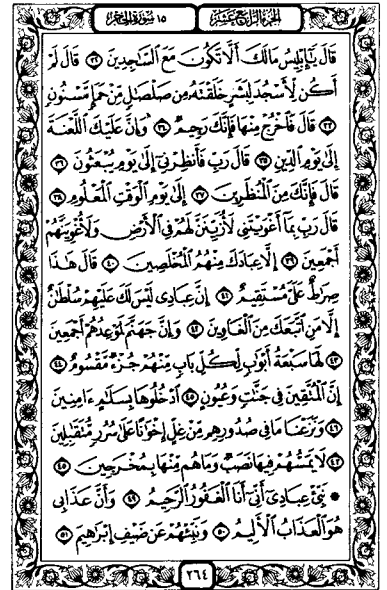 الجزء الرابع عشر ١٥ سورة الحجر
قَالَ يَٰٓإِبْلِيسُ مَا لَكَ أَلَّا تَكُونَ مَعَ ٱلسَّٰجِدِينَ ٣٢ قَالَ لَمْ
أَكُن لِّأَسْجُدَ لِبَشَرٍ خَلَقْتَهُۥ مِن صَلْصَٰلٍ مِّنْ حَمَإٍ مَّسْنُونٍ
٣٣ قَالَ فَٱخْرُجْ مِنْهَا فَإِنَّكَ رَجِيمٌ ٣٤ وَإِنَّ عَلَيْكَ ٱللَّعْنَةَ
إِلَىٰ يَوْمِ ٱلدِّينِ ٣٥ قَالَ رَبِّ فَأَنظِرْنِىٓ إِلَىٰ يَوْمِ يُبْعَثُونَ ٣٦
قَالَ فَإِنَّكَ مِنَ ٱلْمُنظَرِينَ ٣٧ إِلَىٰ يَوْمِ ٱلْوَقْتِ ٱلْمَعْلُومِ ٣٨
قَالَ رَبِّ بِمَآ أَغْوَيْتَنِى لَأُزَيِّنَنَّ لَهُمْ فِى ٱلْأَرْضِ وَلَأُغْوِيَنَّهُمْ
أَجْمَعِينَ ٣٩ إِلَّا عِبَادَكَ مِنْهُمُ ٱلْمُخْلَصِينَ ٤٠ قَالَ هَٰذَا
صِرَٰطٌ عَلَىَّ مُسْتَقِيمٌ ٤١ إِنَّ عِبَادِى لَيْسَ لَكَ عَلَيْهِمْ سُلْطَٰنٌ
إِلَّا مَنِ ٱتَّبَعَكَ مِنَ ٱلْغَاوِينَ ٤٢ وَإِنَّ جَهَنَّمَ لَمَوْعِدُهُمْ أَجْمَعِينَ
٤٣ لَهَا سَبْعَةُ أَبْوَٰبٍ لِّكُلِّ بَابٍ مِّنْهُمْ جُزْءٌ مَّقْسُومٌ ٤٤
إِنَّ ٱلْمُتَّقِينَ فِى جَنَّٰتٍ وَعُيُونٍ ٤٥ ٱدْخُلُوهَا بِسَلَٰمٍ ءَامِنِينَ
٤٦ وَنَزَعْنَا مَا فِى صُدُورِهِم مِّنْ غِلٍّ إِخْوَٰنًا عَلَىٰ سُرُرٍ مُّتَقَٰبِلِينَ
٤٧ لَا يَمَسُّهُمْ فِيهَا نَصَبٌ وَمَا هُم مِّنْهَا بِمُخْرَجِينَ ٤٨
* نَبِّئْ عِبَادِىٓ أَنِّىٓ أَنَا ٱلْغَفُورُ ٱلرَّحِيمُ ٤٩ وَأَنَّ عَذَابِى
هُوَ ٱلْعَذَابُ ٱلْأَلِيمُ ٥٠ وَنَبِّئْهُمْ عَن ضَيْفِ إِبْرَٰهِيمَ ٥١
٢٦٤